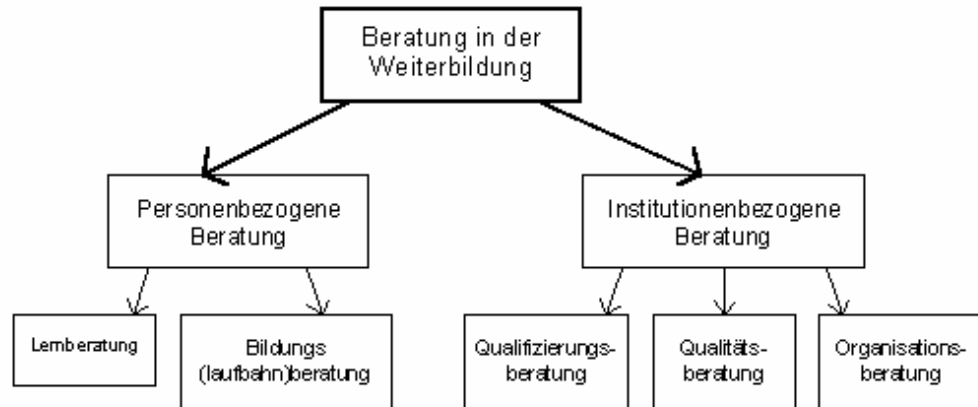 Beratung in der
Weiterbildung
Personenbezogene
Beratung
Institutionenbezogene
Beratung
Lernberatung
Bildungs
(laufbahn)beratung
Qualifizierungs-
beratung
Qualitäts-
beratung
Organisations-
beratung